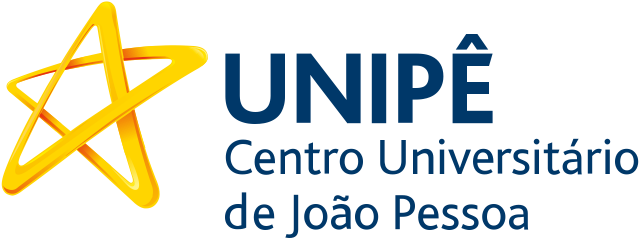 UNIPÊ
Centro Universitário
de João Pessoa